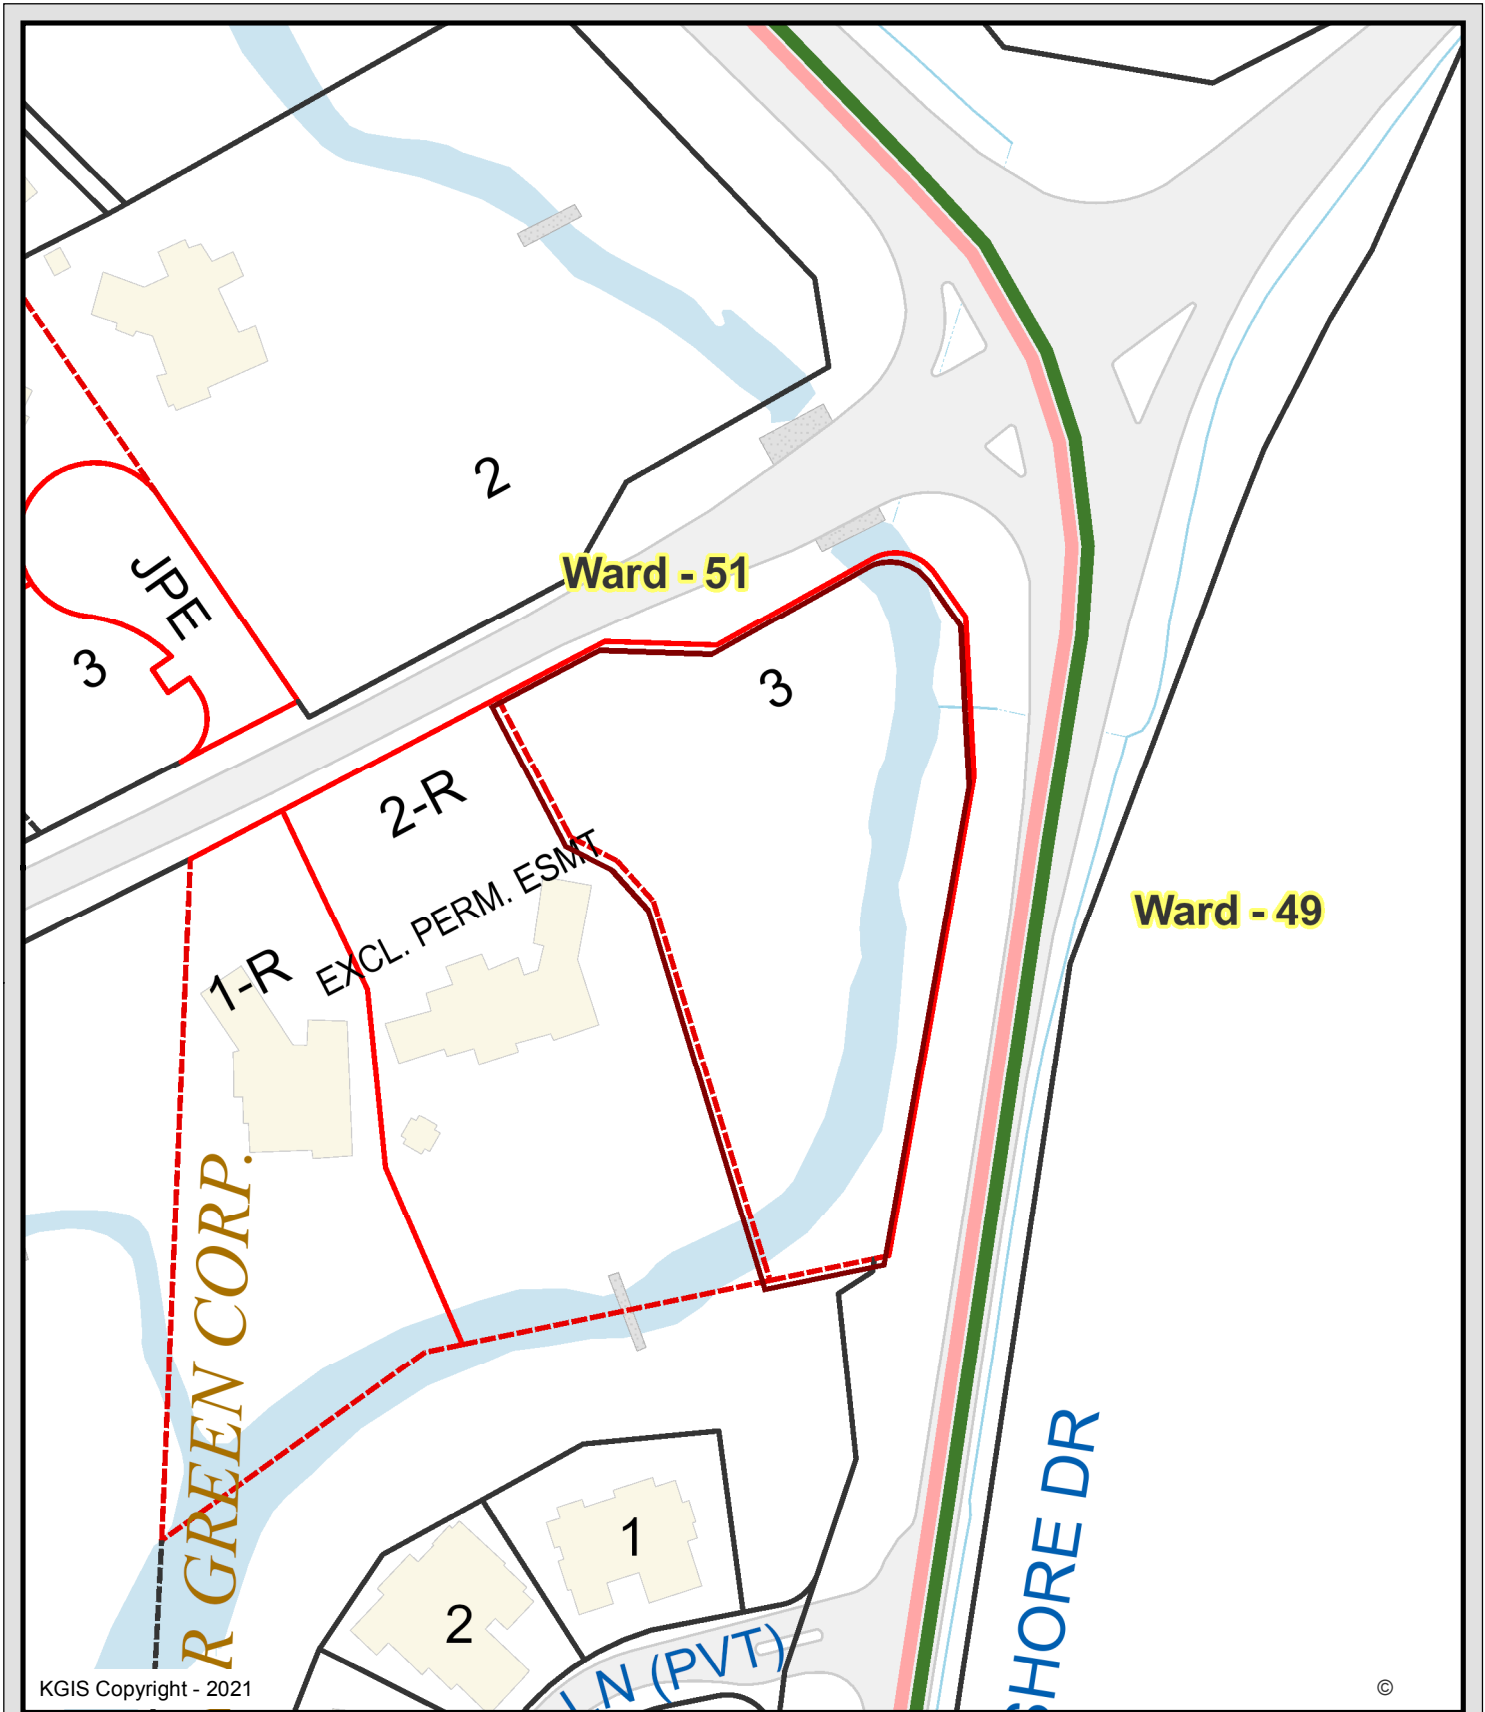 2
Ward - 51
JPE
3
3
2-R
EXCL. PERM. ESMT
Ward - 49
1-R
R GREEN CORP.
SHORE DR
1
2
LN (PVT)
KGIS Copyright - 2021
©